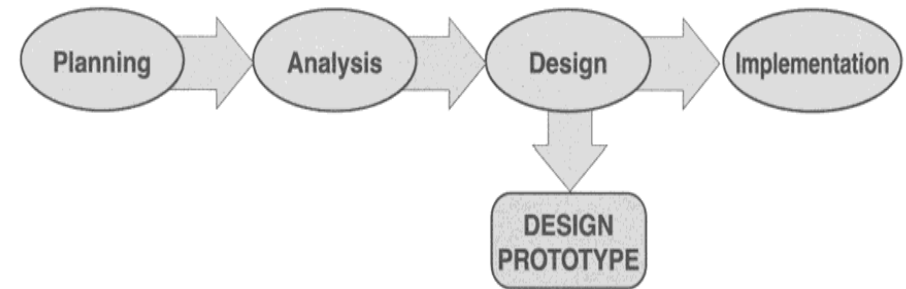 Planning
Analysis
Design
Implementation
DESIGN
PROTOTYPE